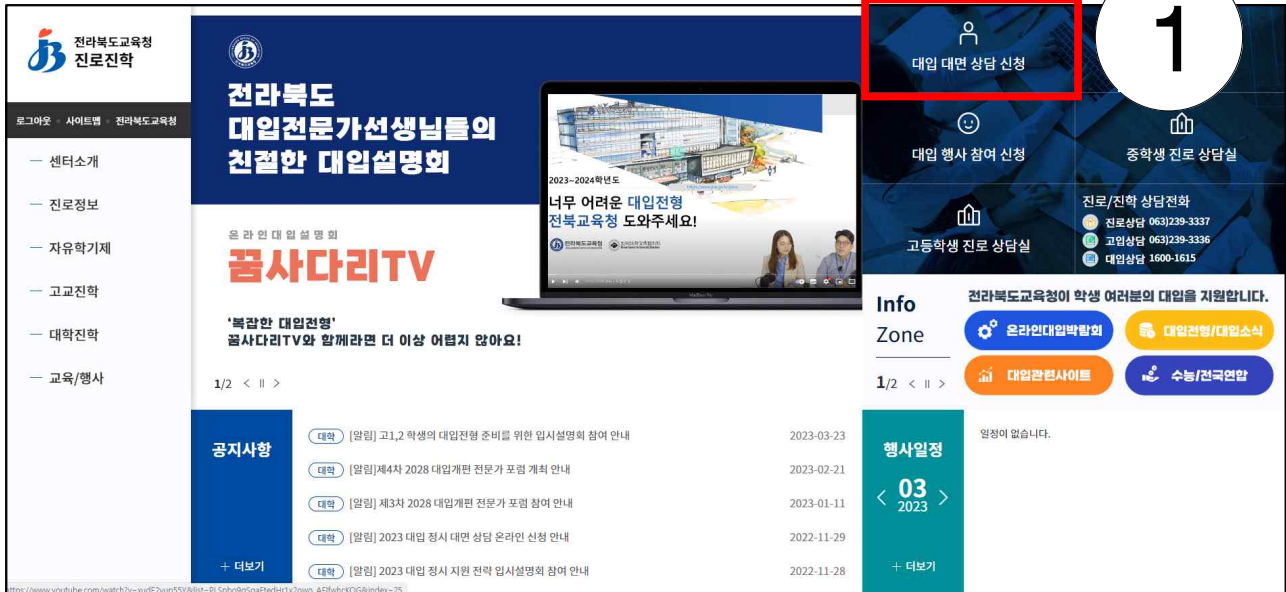 전라북도교육청
진로진학
로그아웃 사이트맵 전라북도교육청
센터소개
진로정보
자유학기제
고교진학
대학진학
교육/행사
전라북도
대입전문가선생님들의
친절한 대입설명회
온라인대입설명회
꿈사다리TV
'복잡한 대입전형'
꿈사다리TV와 함께라면 더 이상 어렵지 않아요!
1/2
2023~2024학년도
너무 어려운 대입전형
전북교육청 도와주세요!
전라북도교육청
대입 대면 상담 신청
1
대입 행사 참여 신청
중학생 진로 상담실
고등학생 진로 상담실
진로/진학 상담전화
진로상담 063)239-3337
고입상담 063)239-3336
대입상담 1600-1615
Info
Zone
1/2
전라북도교육청이 학생 여러분의 대입을 지원합니다.
온라인대입박람회
대입전형/대입소식
대입관련사이트
수능/전국연합
공지사항
+ 더보기
대학 [알림] 고1,2 학생의 대입전형 준비를 위한 입시설명회 참여 안내 2023-03-23
대학 [알림]제4차 2028 대입개편 전문가 포럼 개최 안내 2023-02-21
대학 [알림] 제3차 2028 대입개편 전문가 포럼 참여 안내 2023-01-11
대학 [알림] 2023 대입 정시 대면 상담 온라인 신청 안내 2022-11-29
대학 [알림] 2023 대입 정시 지원 전략 입시설명회 참여 안내 2022-11-28
행사일정
03
2023
+ 더보기
일정이 없습니다.